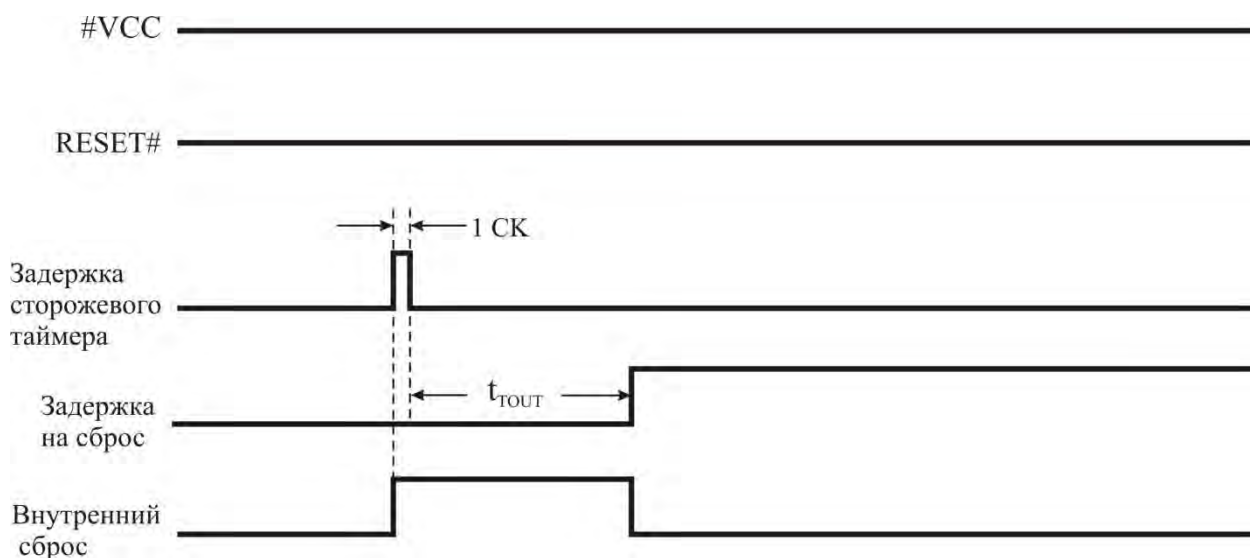 #VCC
RESET#
1 CK
Задержка
сторожевого
таймера
tTOUT
Задержка
на сброс
Внутренний
сброс